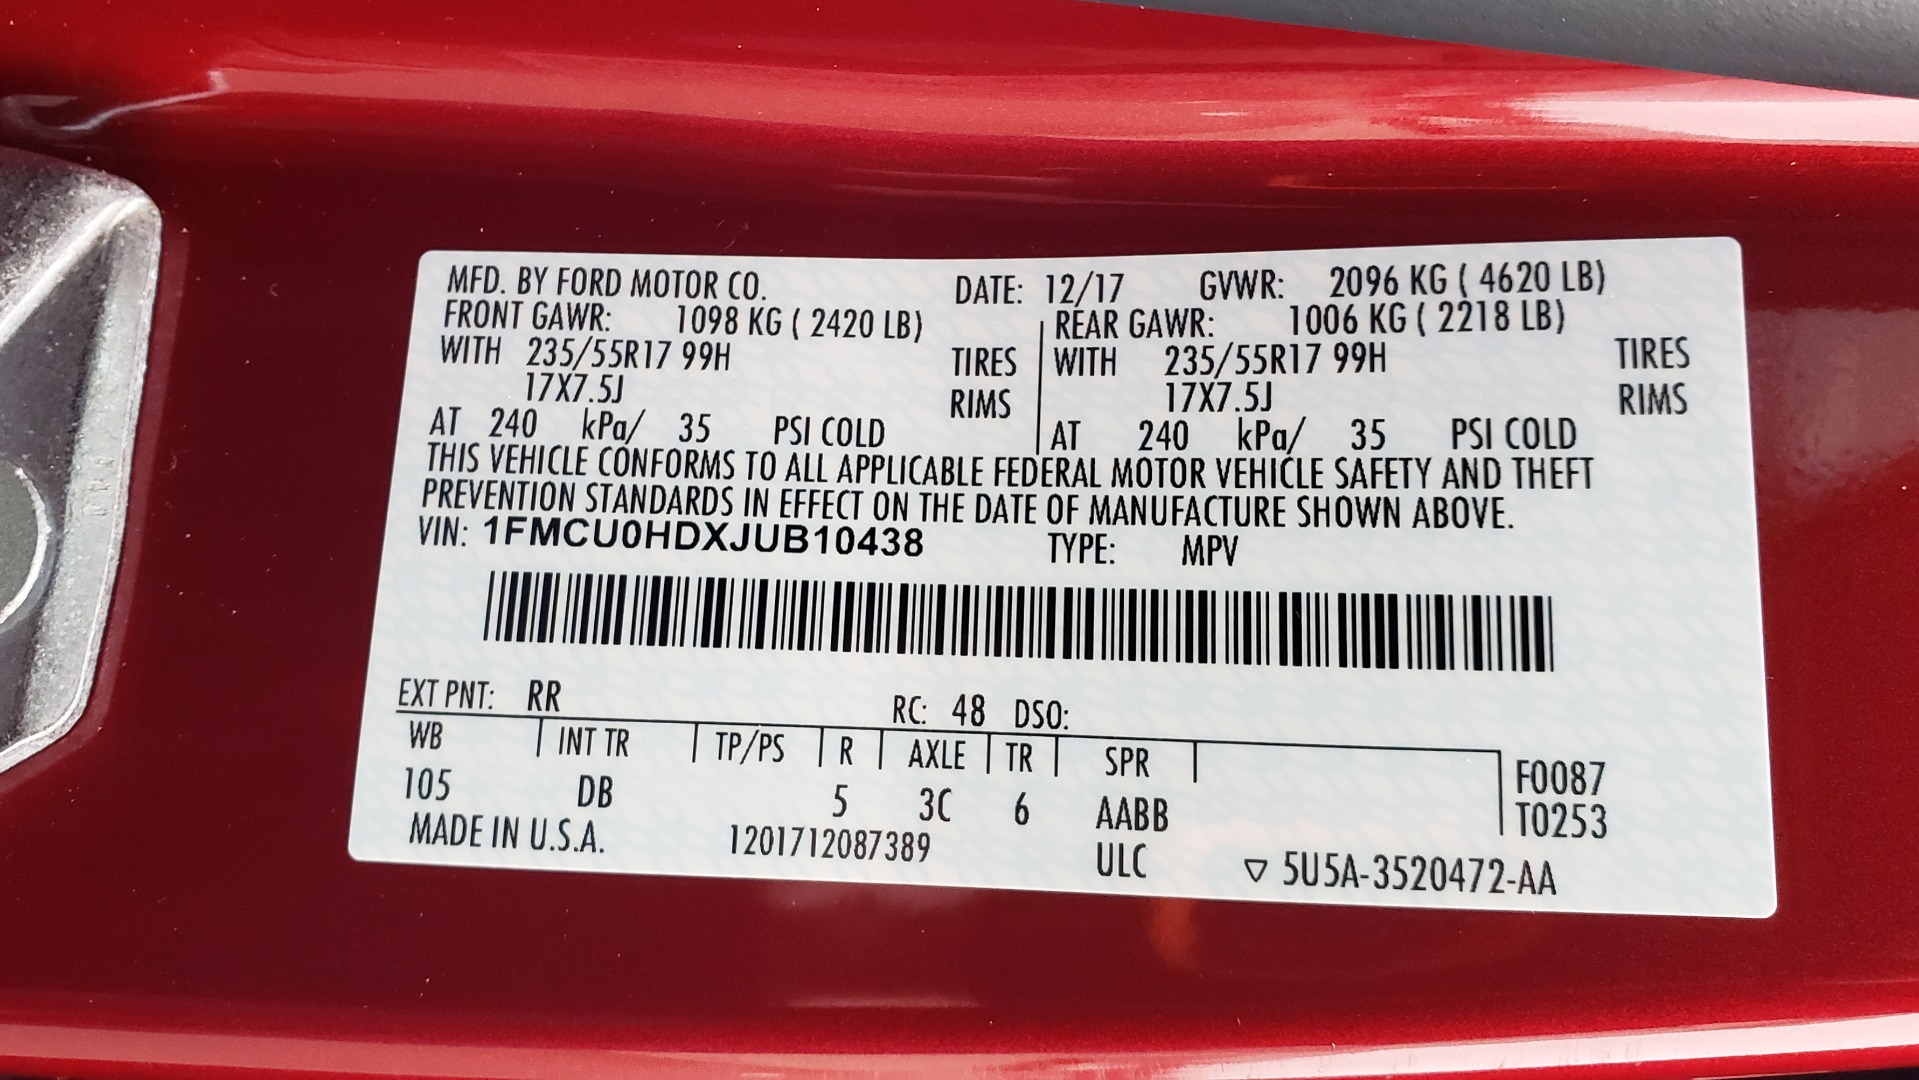 MFD. BY FORD MOTOR CO. DATE: 12/17 GVWR: 2096 KG ( 4620 LB)
FRONT GAWR: 1098 KG ( 2420 LB) REAR GAWR: 1006 KG ( 2218 LB)
WITH 235/55R17 99H TIRES WITH 235/55R17 99H TIRES
17X7.5J RIMS 17X7.5J RIMS
AT 240 kPa/ 35 PSI COLD AT 240 kPa/ 35 PSI COLD
THIS VEHICLE CONFORMS TO ALL APPLICABLE FEDERAL MOTOR VEHICLE SAFETY AND THEFT
PREVENTION STANDARDS IN EFFECT ON THE DATE OF MANUFACTURE SHOWN ABOVE.
VIN: 1FMCU0HDXJUB10438 TYPE: MPV
EXT PNT: RR RC: 48 DSO:
WB INT TR TP/PS R AXLE TR SPR F0087
105 DB 5 3C 6 AABB T0253
MADE IN U.S.A. 1201712087389 ULC ▽ 5U5A-3520472-AA